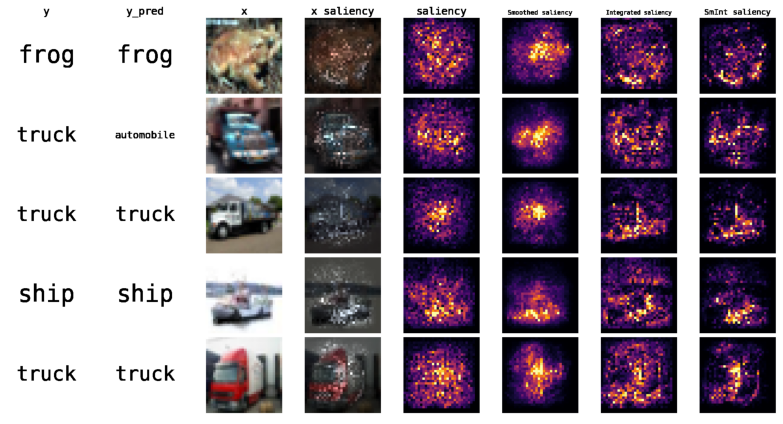 y y_pred x x saliency saliency Smoothed saliency Integrated saliency SmInt saliency
frog frog
truck automobile
truck truck
ship ship
truck truck